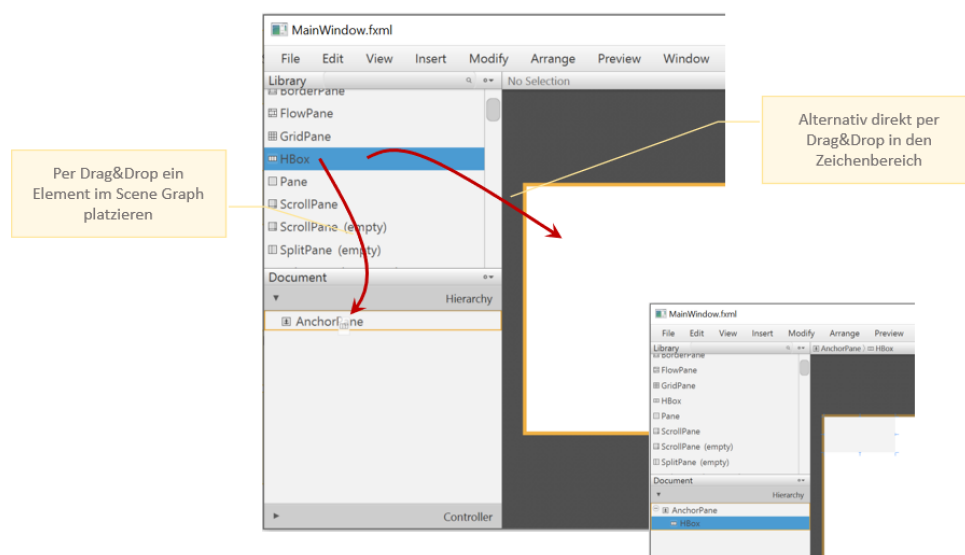 MainWindow.fxml
File Edit View Insert Modify Arrange Preview Window
Library
No Selection
BorderPane
FlowPane
GridPane
HBox
Pane
ScrollPane
ScrollPane (empty)
SplitPane (empty)
Document
Hierarchy
AnchorPane
Controller
Per Drag&Drop ein
Element im Scene Graph
platzieren
Alternativ direkt per
Drag&Drop in den
Zeichenbereich
MainWindow.fxml
File Edit View Insert Modify Arrange Preview
Library
AnchorPane HBox
BorderPane
FlowPane
GridPane
HBox
Pane
ScrollPane
ScrollPane (empty)
SplitPane (empty)
Document
Hierarchy
AnchorPane
HBox